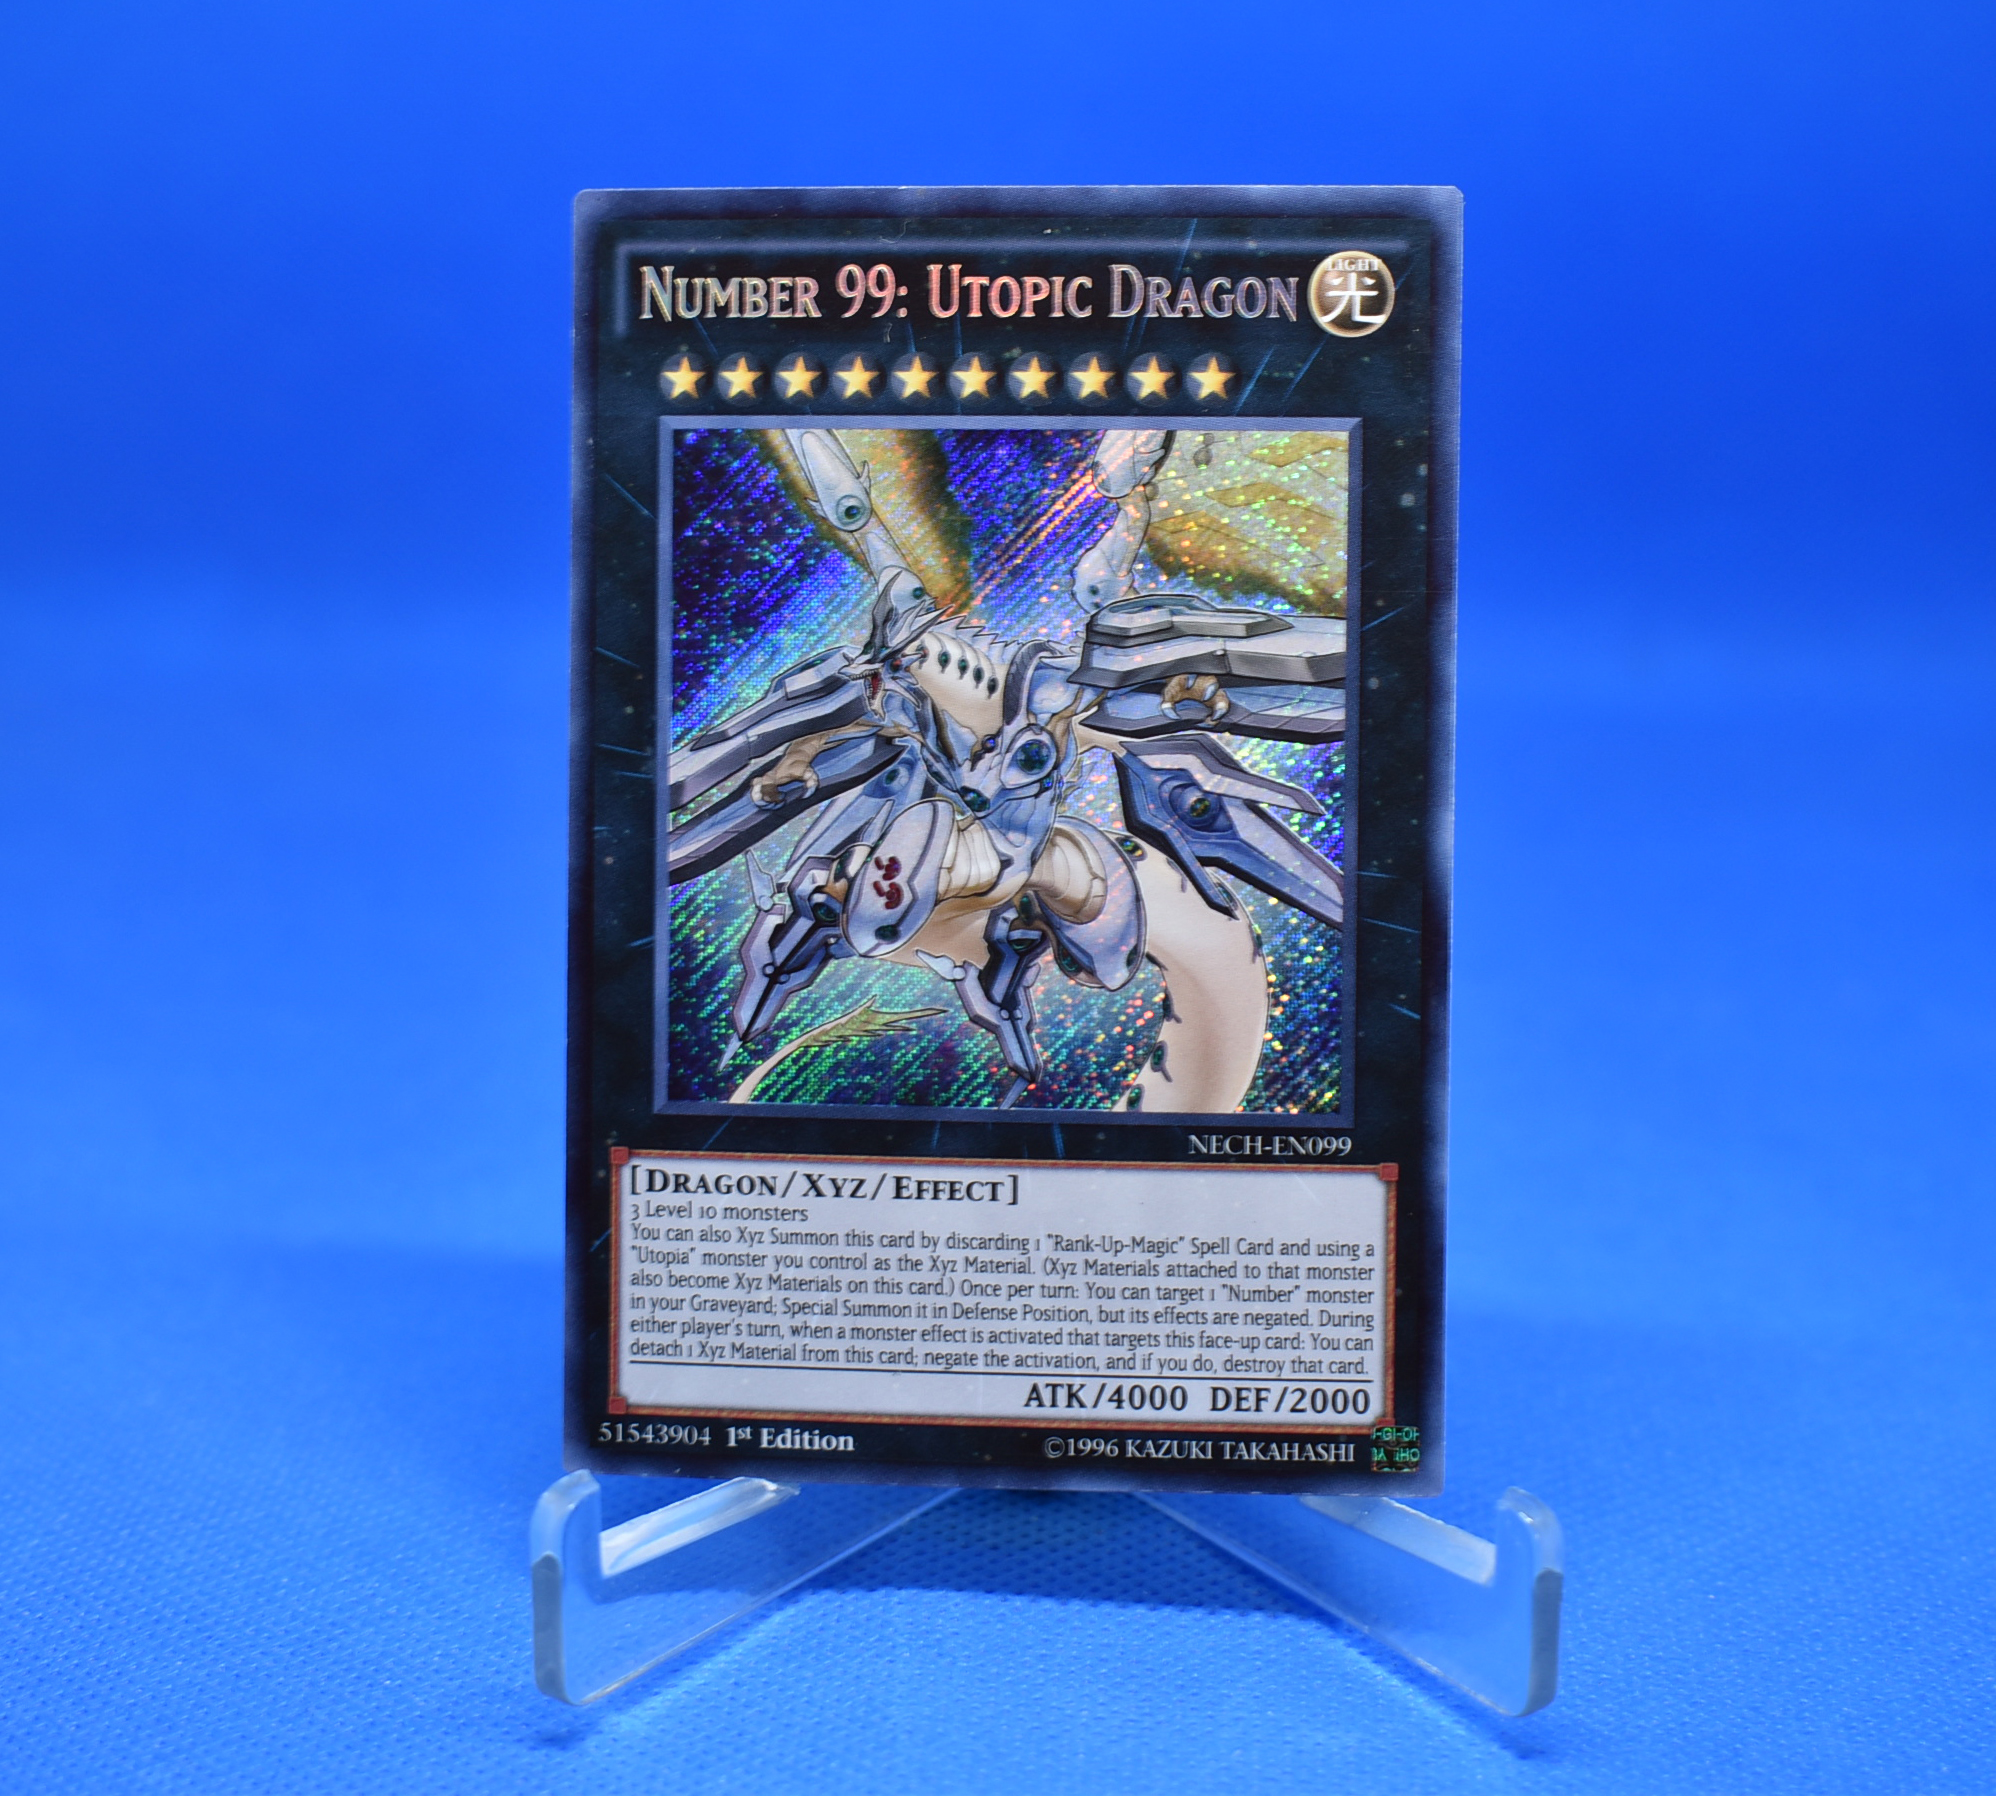 NUMBER 99: UTOPIC DRAGON
LIGHT
光
99
NECH-EN099
[DRAGON/XYZ/EFFECT]
3 Level 10 monsters
You can also Xyz Summon this card by discarding 1 "Rank-Up-Magic" Spell Card and using a
"Utopia" monster you control as the Xyz Material. (Xyz Materials attached to that monster
also become Xyz Materials on this card.) Once per turn: You can target 1 "Number" monster
in your Graveyard; Special Summon it in Defense Position, but its effects are negated. During
either player's turn, when a monster effect is activated that targets this face-up card: You can
detach 1 Xyz Material from this card; negate the activation, and if you do, destroy that card.
ATK/4000 DEF/2000
51543904 1st Edition
©1996 KAZUKI TAKAHASHI